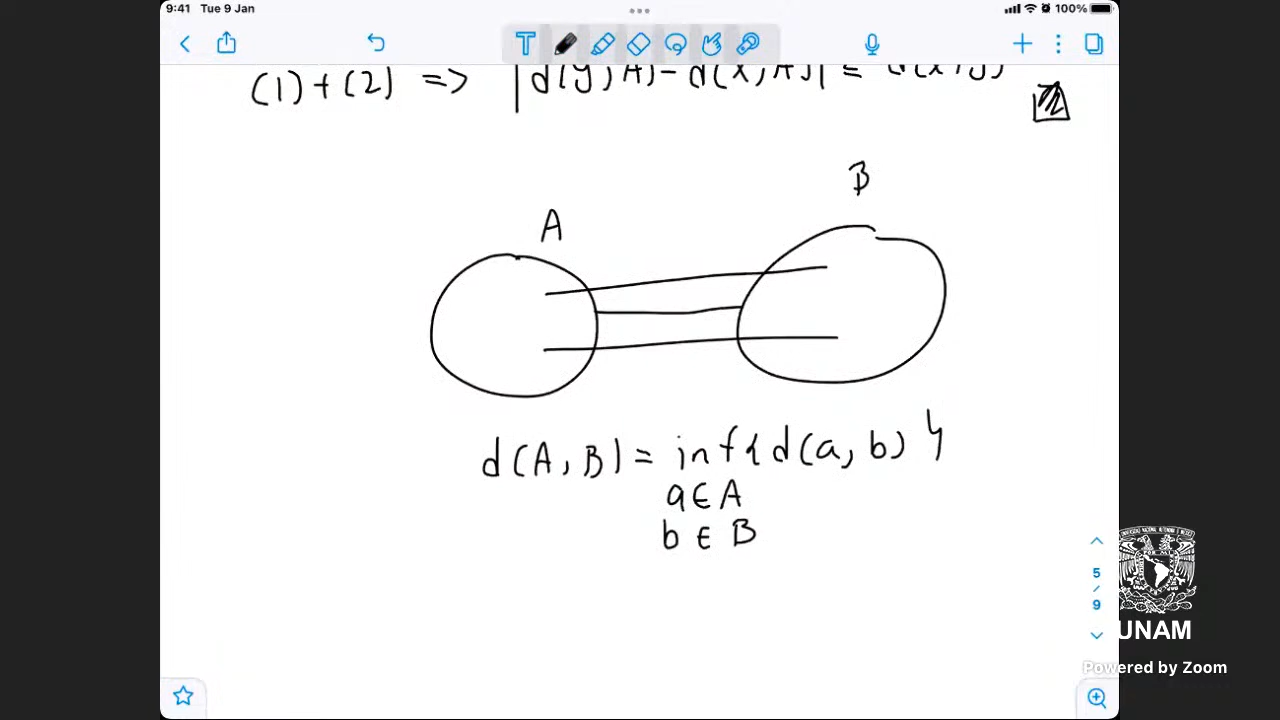 9:41 Tue 9 Jan 100%
(1)+(2) => |d(y,A)-d(x,A)| ≤ d(x,y)
B
A
d(A,B) = inf{d(a,b)}
a∈A
b∈B
5
9
UNAM
Powered by Zoom